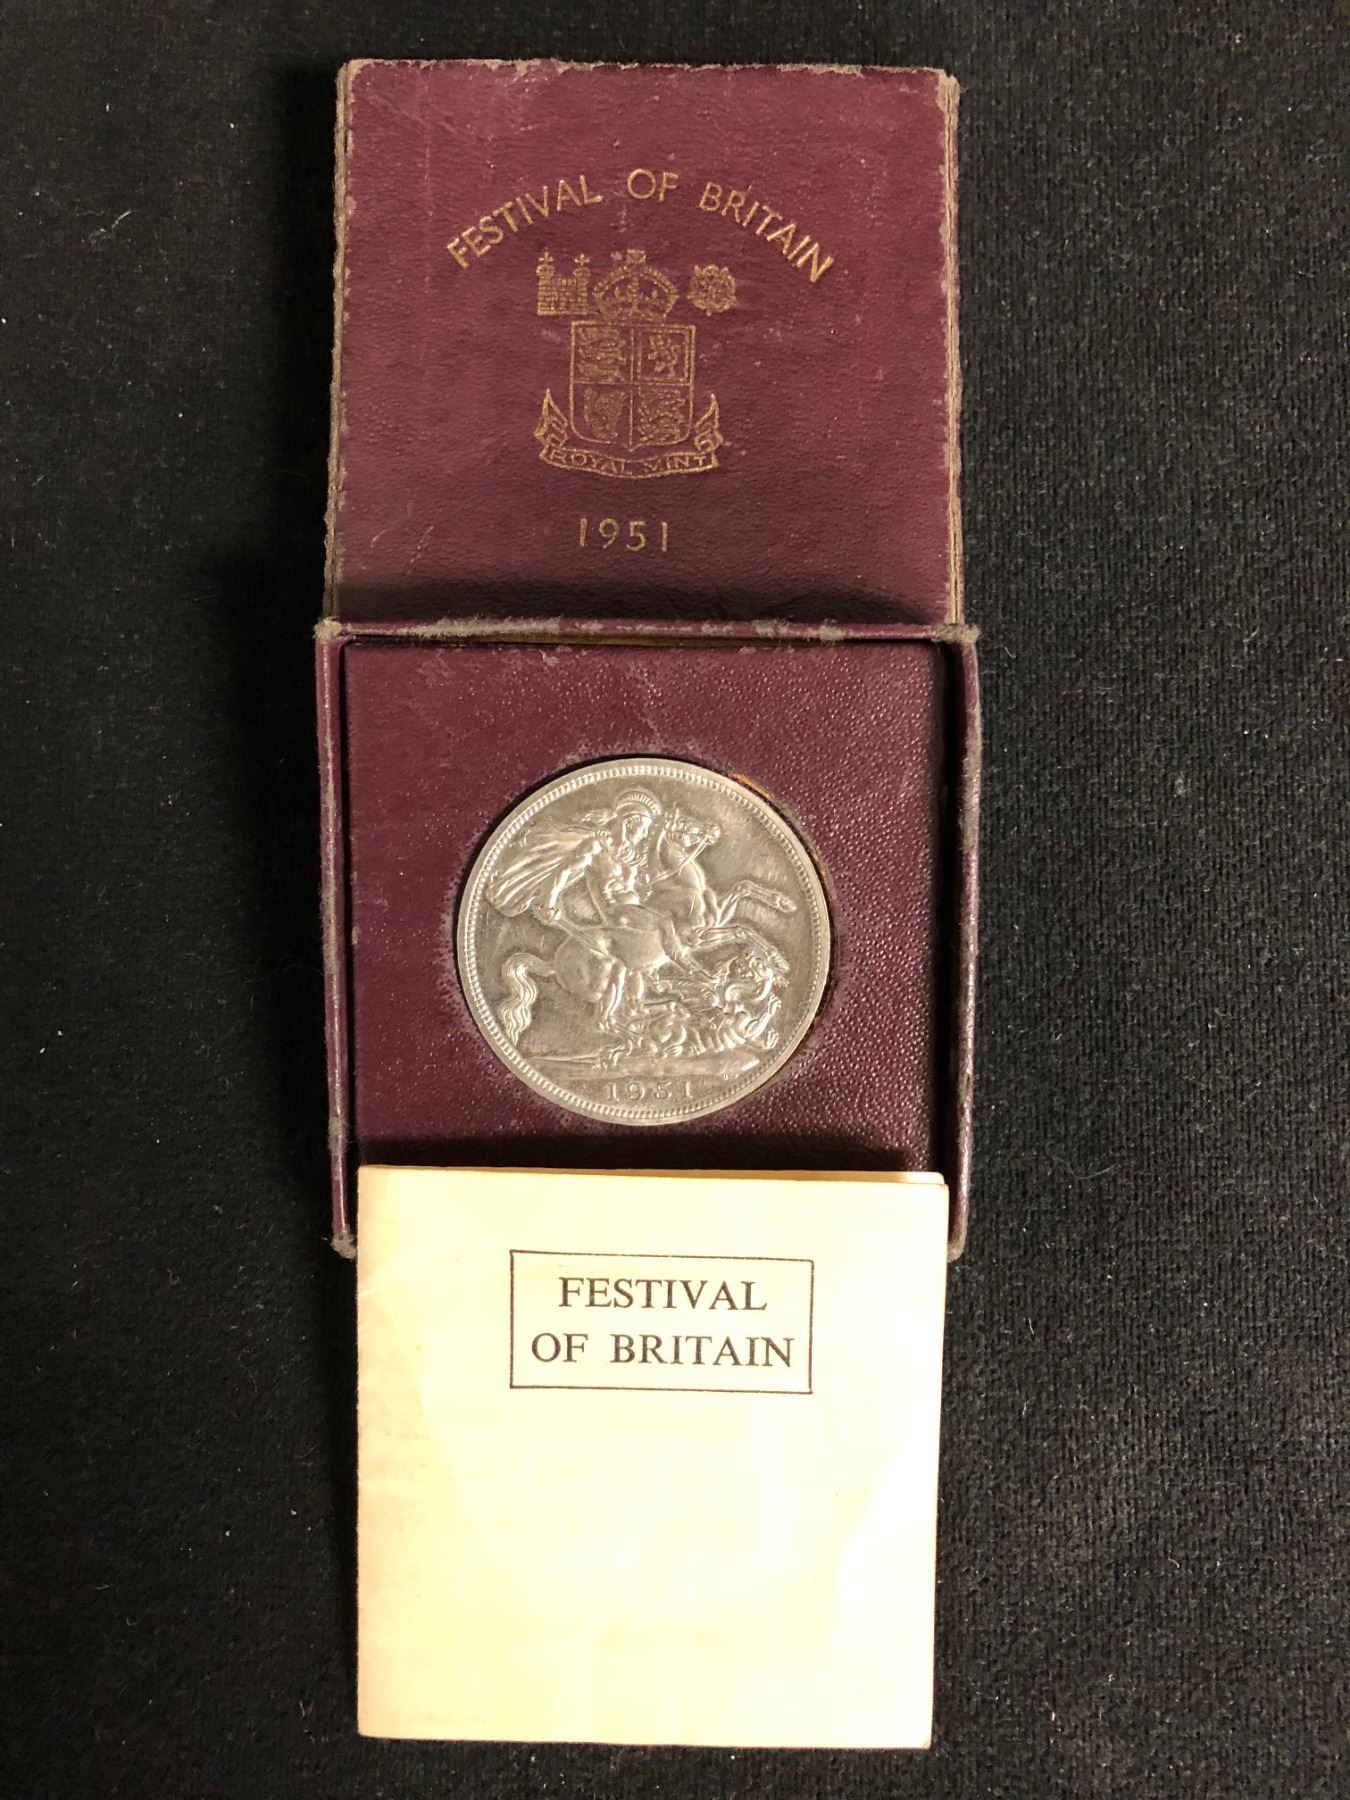 FESTIVAL OF BRITAIN
ROYAL MINT
1951
1951
FESTIVAL
OF BRITAIN